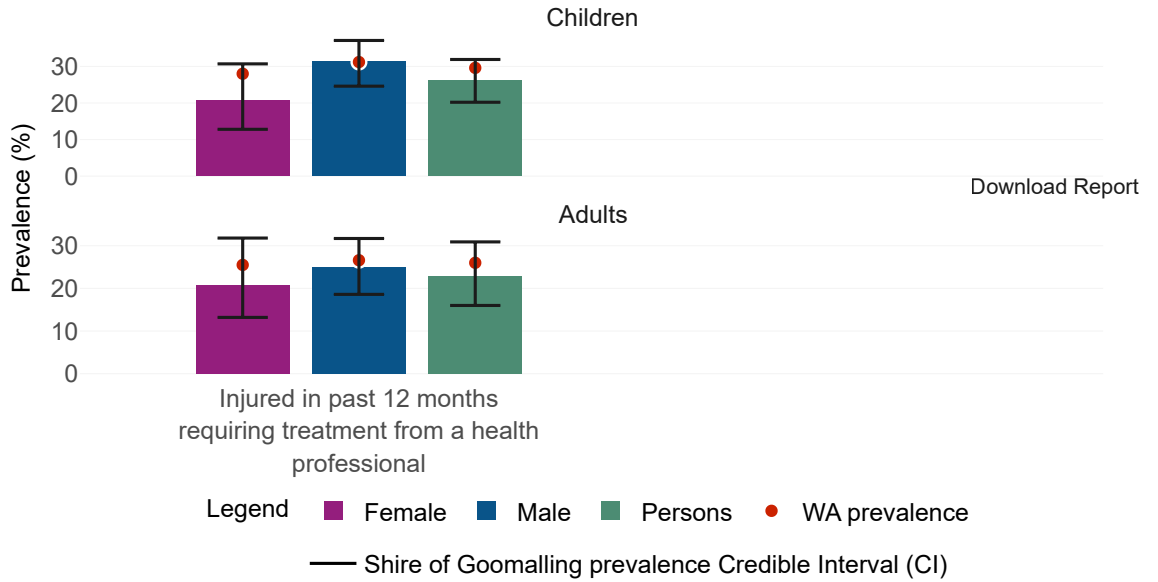 Children
Prevalence (%)
30
20
10
0
Download Report
Adults
30
20
10
0
Injured in past 12 months
requiring treatment from a health
professional
Legend
Female
Male
Persons
WA prevalence
Shire of Goomalling prevalence Credible Interval (CI)